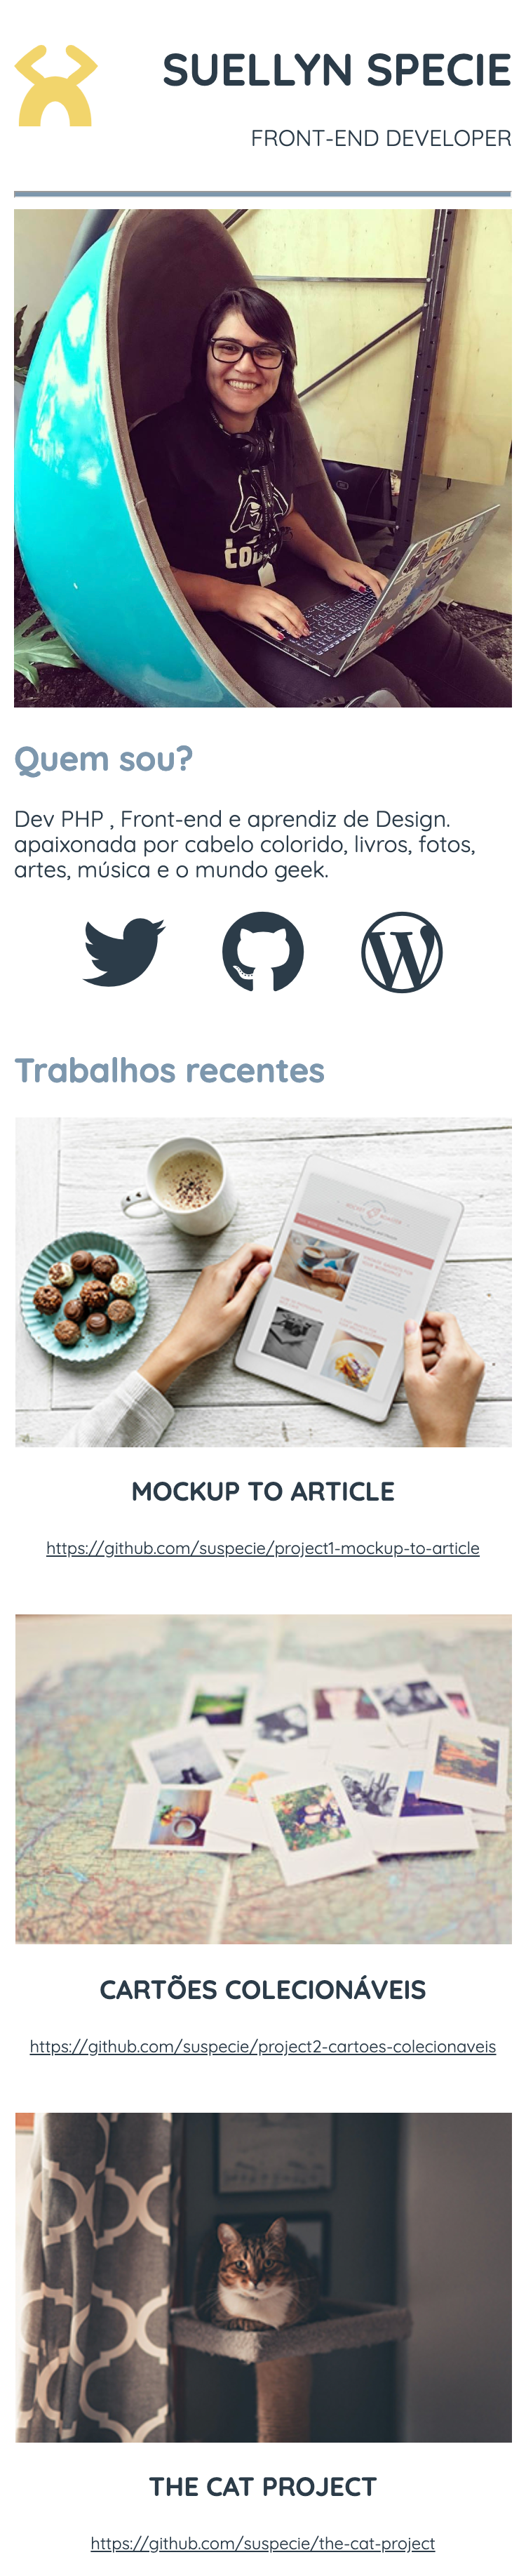 SUELLYN SPECIE
FRONT-END DEVELOPER
COD
Quem sou?
Dev PHP , Front-end e aprendiz de Design.
apaixonada por cabelo colorido, livros, fotos,
artes, música e o mundo geek.
Trabalhos recentes
MOCKUP TO ARTICLE
https://github.com/suspecie/project1-mockup-to-article
CARTÕES COLECIONÁVEIS
https://github.com/suspecie/project2-cartoes-colecionaveis
THE CAT PROJECT
https://github.com/suspecie/the-cat-project